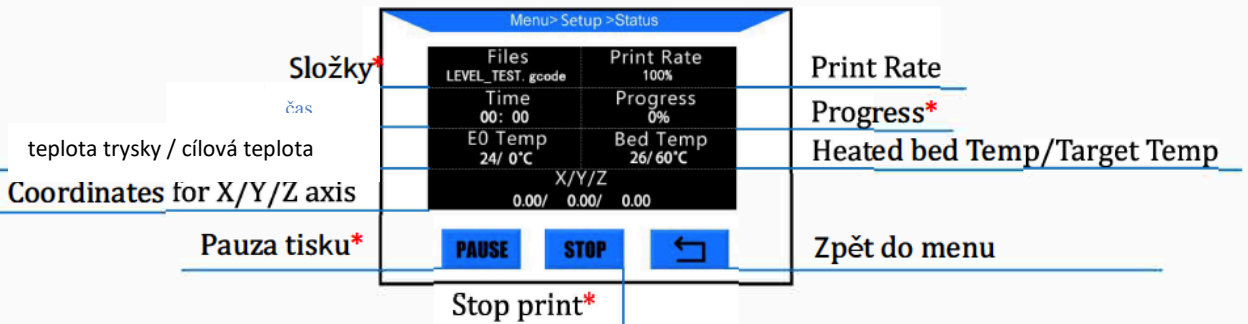 Menu> Setup >Status
Složky*
Files
LEVEL_TEST. gcode
Print Rate
100%
Print Rate
čas
Time
00: 00
Progress
0%
Progress*
teplota trysky / cílová teplota
E0 Temp
24/ 0°C
Bed Temp
26/60°C
Heated bed Temp/Target Temp
Coordinates for X/Y/Z axis
X/Y/Z
0.00/ 0.00/ 0.00
Pauza tisku*
PAUSE
STOP
Zpět do menu
Stop print*